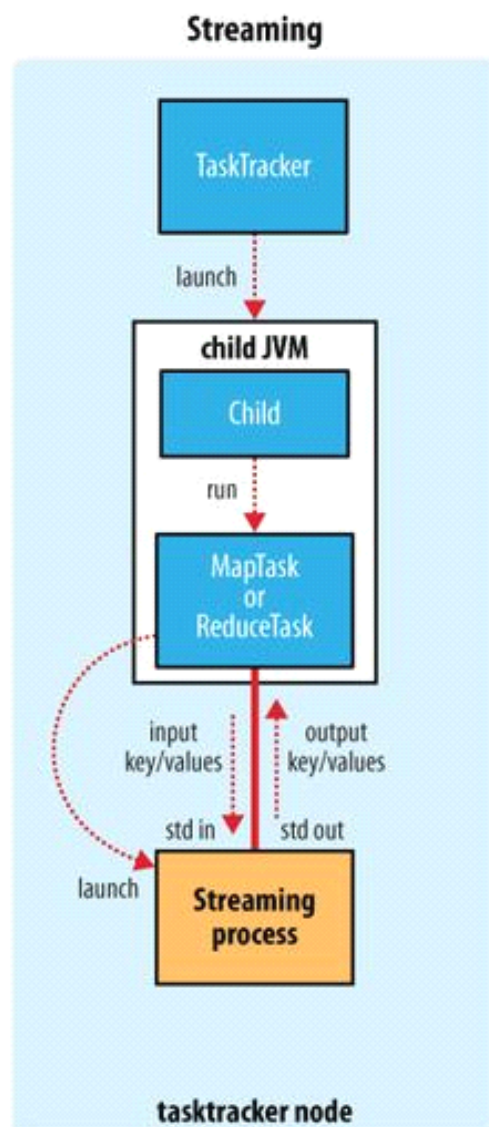 Streaming
TaskTracker
launch
child JVM
Child
run
MapTask
or
ReduceTask
input
key/values
output
key/values
std in
std out
launch
Streaming
process
tasktracker node